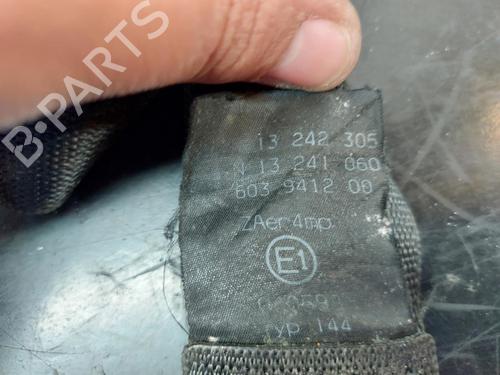 B-PARTS
13 242 305
N 13 241 060
603 9412 00
ZAer4mp
E1
Typ 144